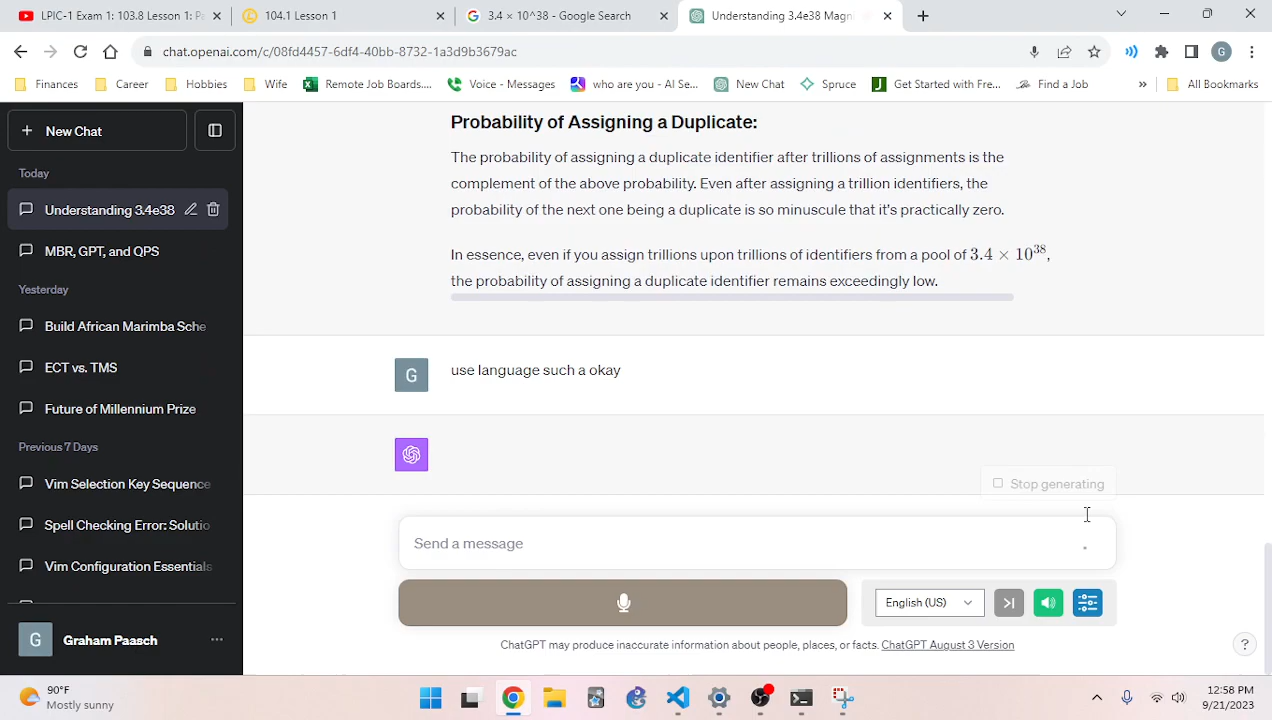 LPIC-1 Exam 1: 103.8 Lesson 1: Pa
104.1 Lesson 1
3.4 × 10^38 - Google Search
Understanding 3.4e38 Magn
chat.openai.com/c/08fd4457-6df4-40bb-8732-1a3d9b3679ac
G
Finances
Career
Hobbies
Wife
Remote Job Boards....
Voice - Messages
who are you - AI Se...
New Chat
Spruce
Get Started with Fre...
Find a Job
»
All Bookmarks
New Chat
Today
Understanding 3.4e38
MBR, GPT, and QPS
Yesterday
Build African Marimba Sche
ECT vs. TMS
Future of Millennium Prize
Previous 7 Days
Vim Selection Key Sequence
Spell Checking Error: Solutio
Vim Configuration Essentials
G
Graham Paasch
Probability of Assigning a Duplicate:
The probability of assigning a duplicate identifier after trillions of assignments is the
complement of the above probability. Even after assigning a trillion identifiers, the
probability of the next one being a duplicate is so minuscule that it's practically zero.
In essence, even if you assign trillions upon trillions of identifiers from a pool of 3.4 × 10³⁸,
the probability of assigning a duplicate identifier remains exceedingly low.
G
use language such a okay
Stop generating
Send a message
English (US)
ChatGPT may produce inaccurate information about people, places, or facts. ChatGPT August 3 Version
?
90°F
Mostly sunny
12:58 PM
9/21/2023